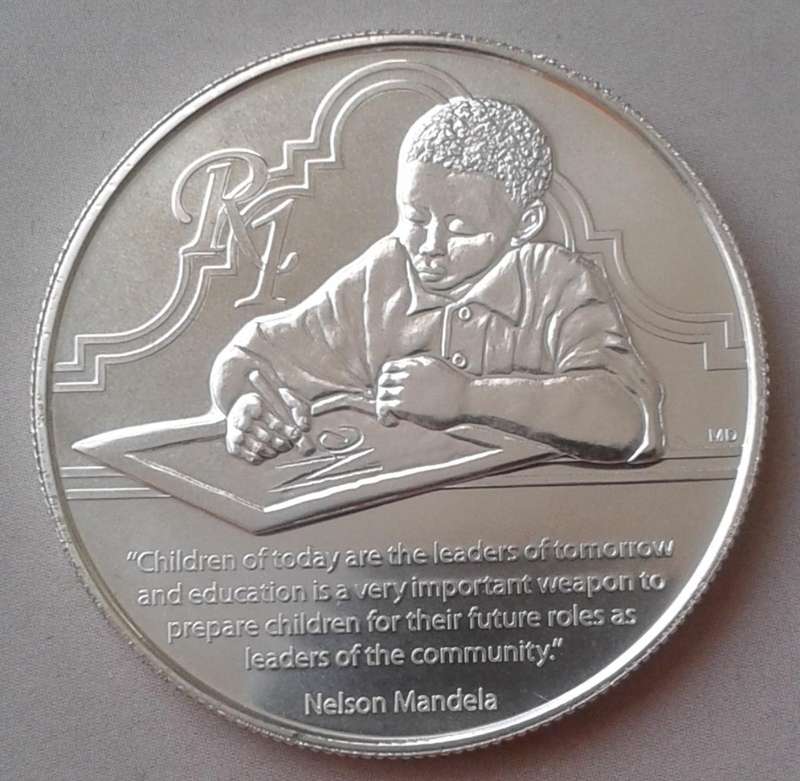 R1
MD
"Children of today are the leaders of tomorrow
and education is a very important weapon to
prepare children for their future roles as
leaders of the community."
Nelson Mandela